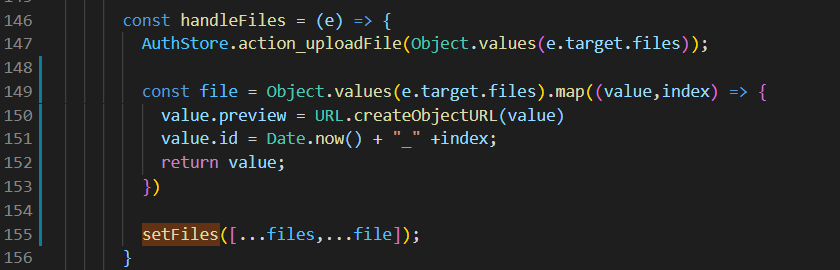 146 const handleFiles = (e) => {
147 AuthStore.action_uploadFile(Object.values(e.target.files));
148
149 const file = Object.values(e.target.files).map((value,index) => {
150 value.preview = URL.createObjectURL(value)
151 value.id = Date.now() + "_" +index;
152 return value;
153 })
154
155 setFiles([...files,...file]);
156 }